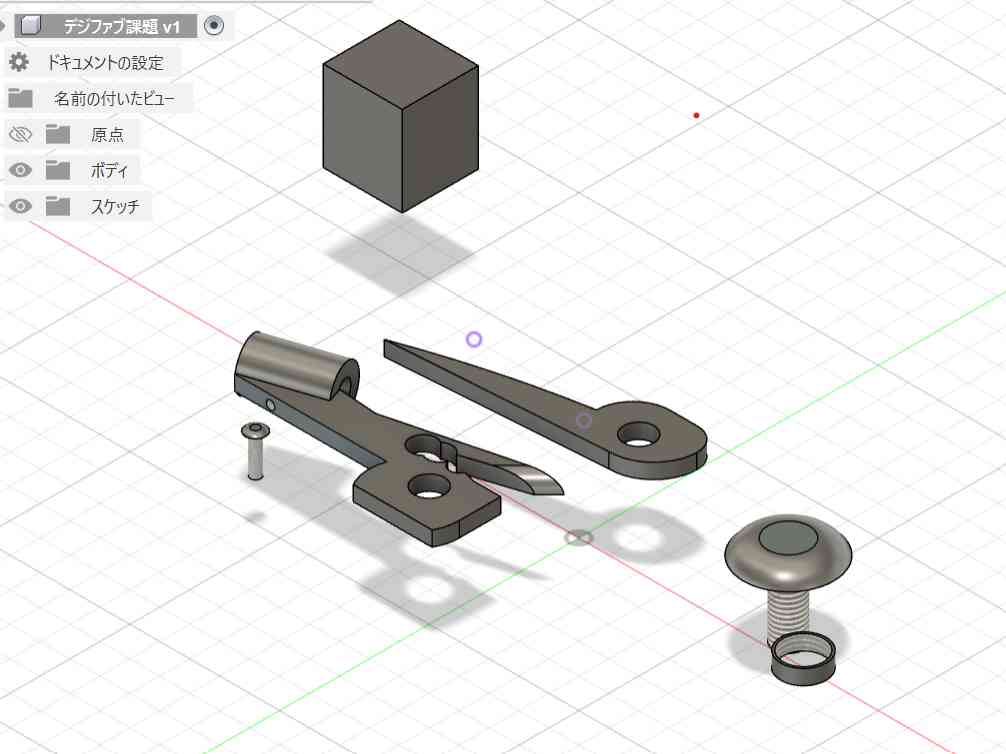 デジファブ課題 v1
ドキュメントの設定
名前の付いたビュー
原点
ボディ
スケッチ